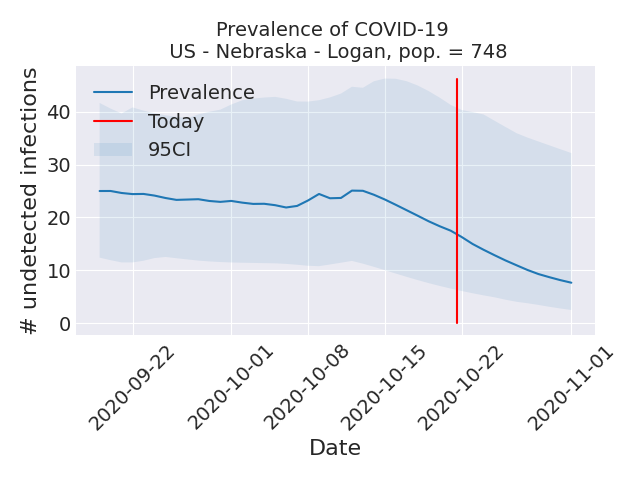 Prevalence of COVID-19
US - Nebraska - Logan, pop. = 748
# undetected infections
40
30
20
10
0
Prevalence
Today
95CI
2020-09-22
2020-10-01
2020-10-08
2020-10-15
2020-10-22
2020-11-01
Date